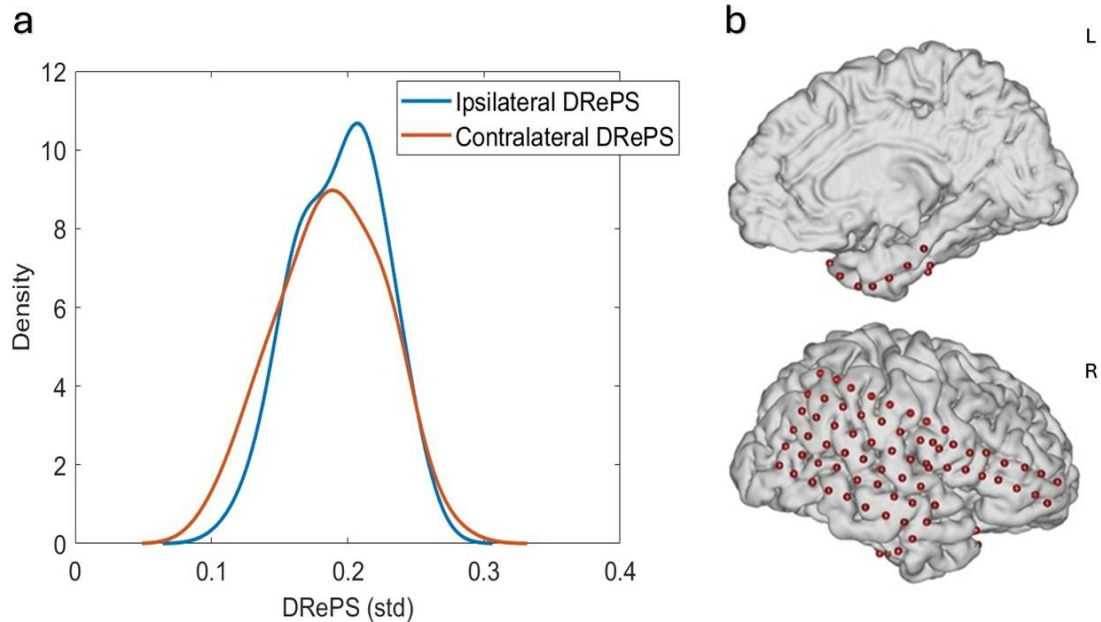 a
b
L
12
Ipsilateral DRePS
Contralateral DRePS
10
8
6
4
2
0
Density
0
0.1
0.2
0.3
0.4
DRePS (std)
R